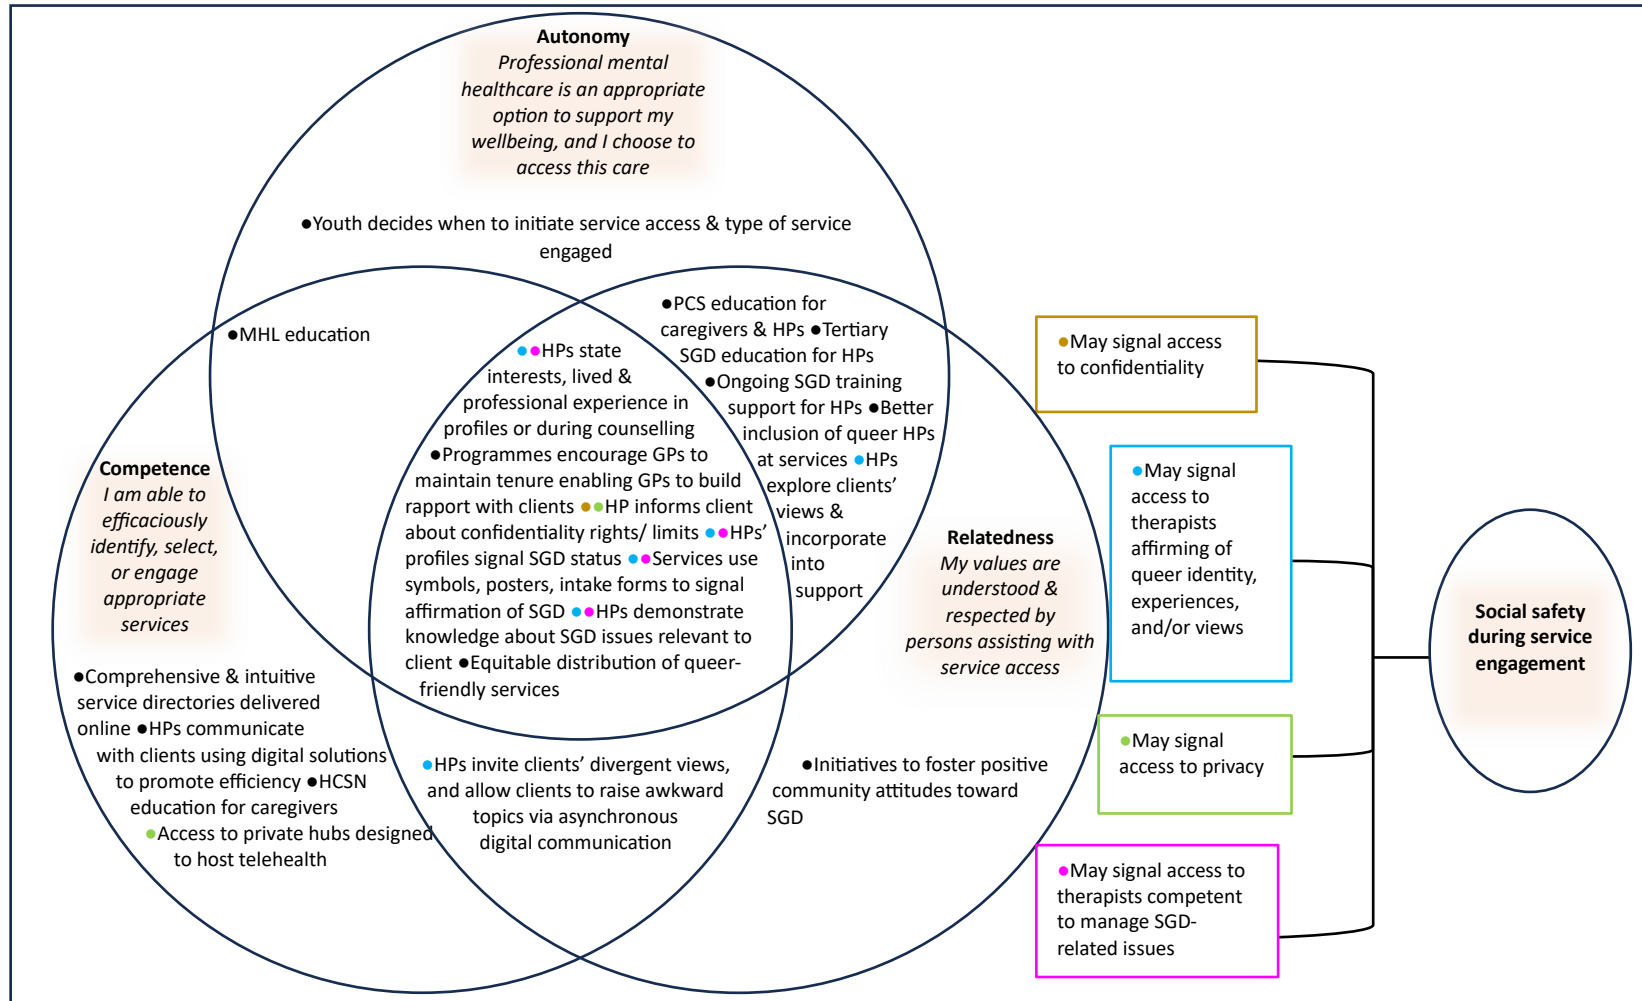 Autonomy
Professional mental
healthcare is an appropriate
option to support my
wellbeing, and I choose to
access this care
●Youth decides when to initiate service access & type of service
engaged
●MHL education
●PCS education for
caregivers & HPs ●Tertiary
SGD education for HPs
●Ongoing SGD training
support for HPs ●Better
inclusion of queer HPs
at services ●HPs
explore clients'
views &
incorporate
into
support
●●HPs state
interests, lived &
professional experience in
profiles or during counselling
●Programmes encourage GPs to
maintain tenure enabling GPs to build
rapport with clients ●●HP informs client
about confidentiality rights/ limits ●●HPs'
profiles signal SGD status ●●Services use
symbols, posters, intake forms to signal
affirmation of SGD ●●HPs demonstrate
knowledge about SGD issues relevant to
client ●Equitable distribution of queer-
friendly services
Competence
I am able to
efficaciously
identify, select,
or engage
appropriate
services
●Comprehensive & intuitive
service directories delivered
online ●HPs communicate
with clients using digital solutions
to promote efficiency ●HCSN
education for caregivers
●Access to private hubs designed
to host telehealth
●HPs invite clients' divergent views,
and allow clients to raise awkward
topics via asynchronous
digital communication
Relatedness
My values are
understood &
respected by
persons assisting with
service access
●Initiatives to foster positive
community attitudes toward
SGD
●May signal access
to confidentiality
●May signal
access to
therapists
affirming of
queer identity,
experiences,
and/or views
●May signal
access to privacy
●May signal access to
therapists competent
to manage SGD-
related issues
Social safety
during service
engagement